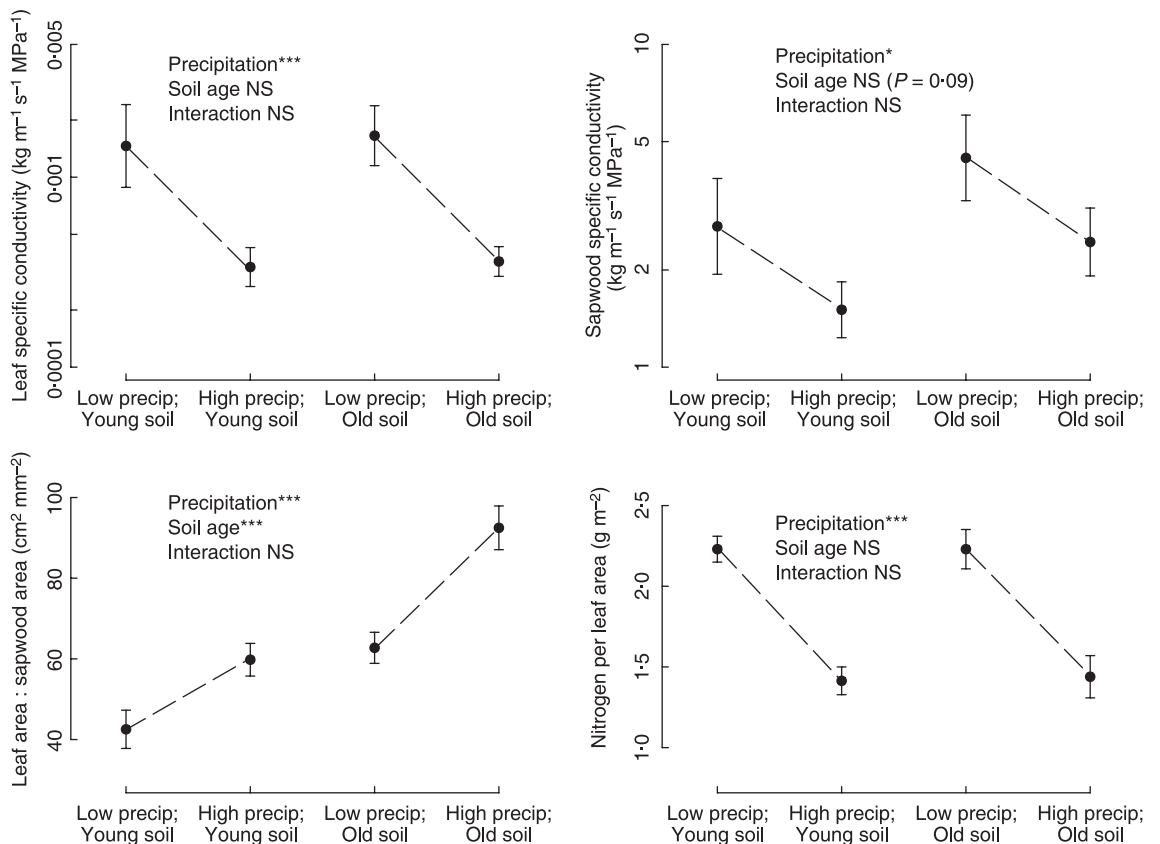 Leaf specific conductivity (kg m⁻¹ s⁻¹ MPa⁻¹)
0·005
0·001
0·0001
Precipitation***
Soil age NS
Interaction NS
Low precip; High precip; Low precip; High precip;
Young soil Young soil Old soil Old soil
Sapwood specific conductivity
(kg m⁻¹ s⁻¹ MPa⁻¹)
10
5
2
1
Precipitation*
Soil age NS (P = 0·09)
Interaction NS
Low precip; High precip; Low precip; High precip;
Young soil Young soil Old soil Old soil
Leaf area : sapwood area (cm² mm⁻²)
100
80
60
40
Precipitation***
Soil age***
Interaction NS
Low precip; High precip; Low precip; High precip;
Young soil Young soil Old soil Old soil
Nitrogen per leaf area (g m⁻²)
2·5
2·0
1·5
1·0
Precipitation***
Soil age NS
Interaction NS
Low precip; High precip; Low precip; High precip;
Young soil Young soil Old soil Old soil